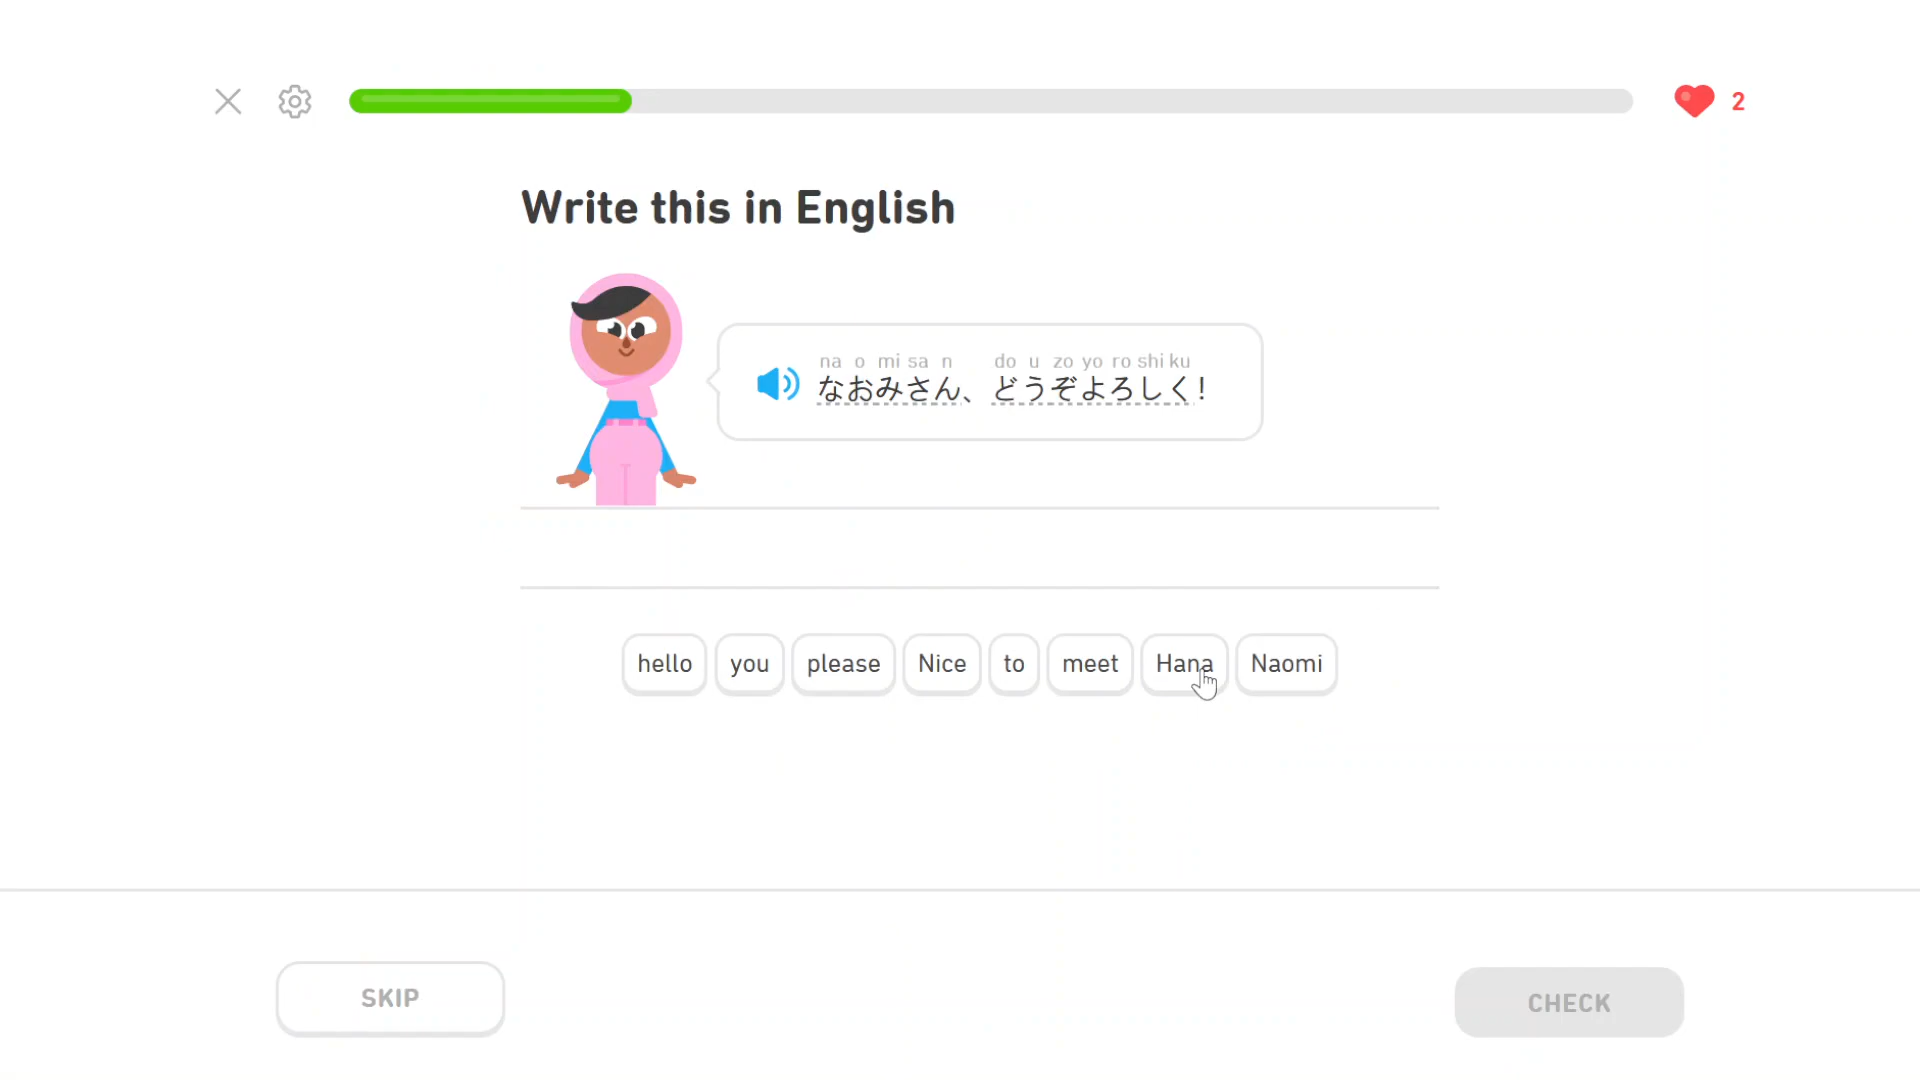 2
Write this in English
na o mi sa n do u zo yo ro shi ku
なおみさん、どうぞよろしく!
hello you please Nice to meet Hana Naomi
SKIP CHECK